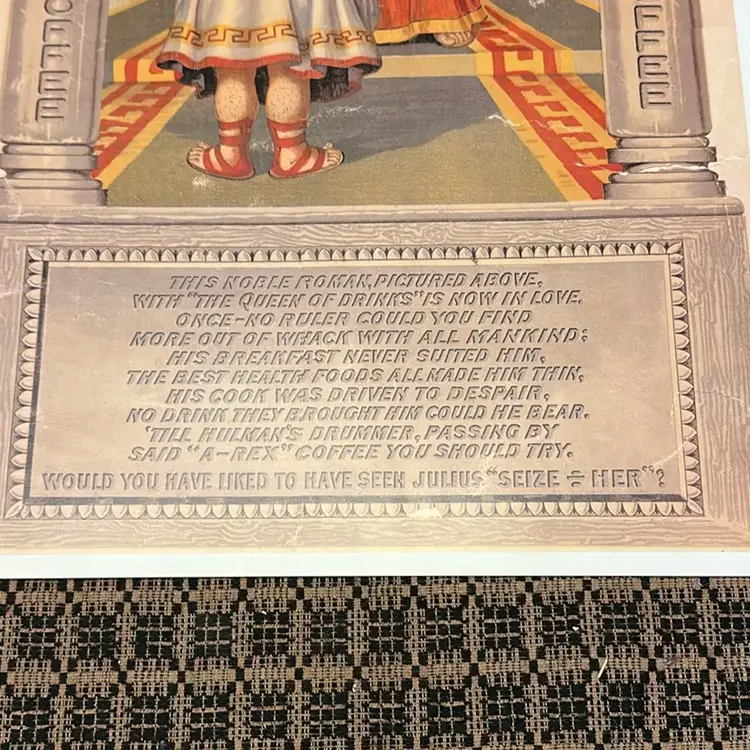 COFFEE
COFFEE
THIS NOBLE ROMAN, PICTURED ABOVE,
WITH "THE QUEEN OF DRINKS" IS NOW IN LOVE.
ONCE-NO RULER COULD YOU FIND
MORE OUT OF WHACK WITH ALL MANKIND;
HIS BREAKFAST NEVER SUITED HIM,
THE BEST HEALTH FOODS ALL MADE HIM THIN,
HIS COOK WAS DRIVEN TO DESPAIR,
NO DRINK THEY BROUGHT HIM COULD HE BEAR.
'TILL HULMAN'S DRUMMER, PASSING BY
SAID "A-REX" COFFEE YOU SHOULD TRY.
WOULD YOU HAVE LIKED TO HAVE SEEN JULIUS "SEIZE ÷ HER"?